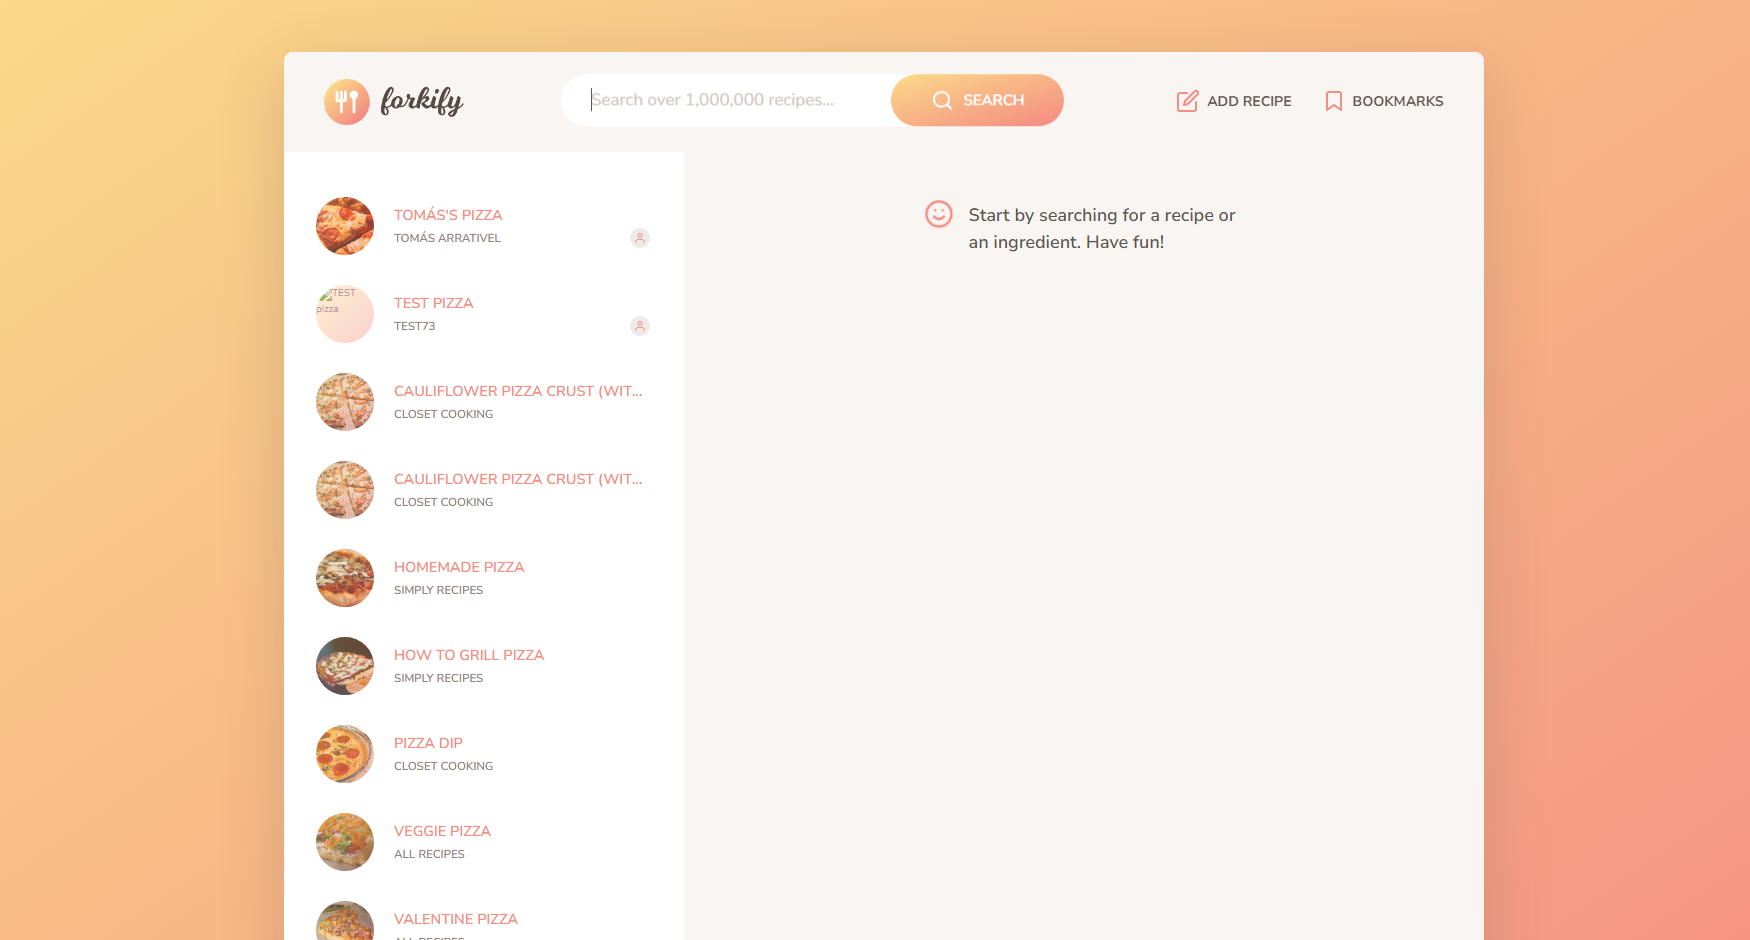 forkify
Search over 1,000,000 recipes...
SEARCH
ADD RECIPE
BOOKMARKS
TOMÁS'S PIZZA
TOMÁS ARRATIVEL
TEST
pizza
TEST PIZZA
TEST73
CAULIFLOWER PIZZA CRUST (WIT...
CLOSET COOKING
CAULIFLOWER PIZZA CRUST (WIT...
CLOSET COOKING
HOMEMADE PIZZA
SIMPLY RECIPES
HOW TO GRILL PIZZA
SIMPLY RECIPES
PIZZA DIP
CLOSET COOKING
VEGGIE PIZZA
ALL RECIPES
VALENTINE PIZZA
ALL RECIPES
Start by searching for a recipe or
an ingredient. Have fun!